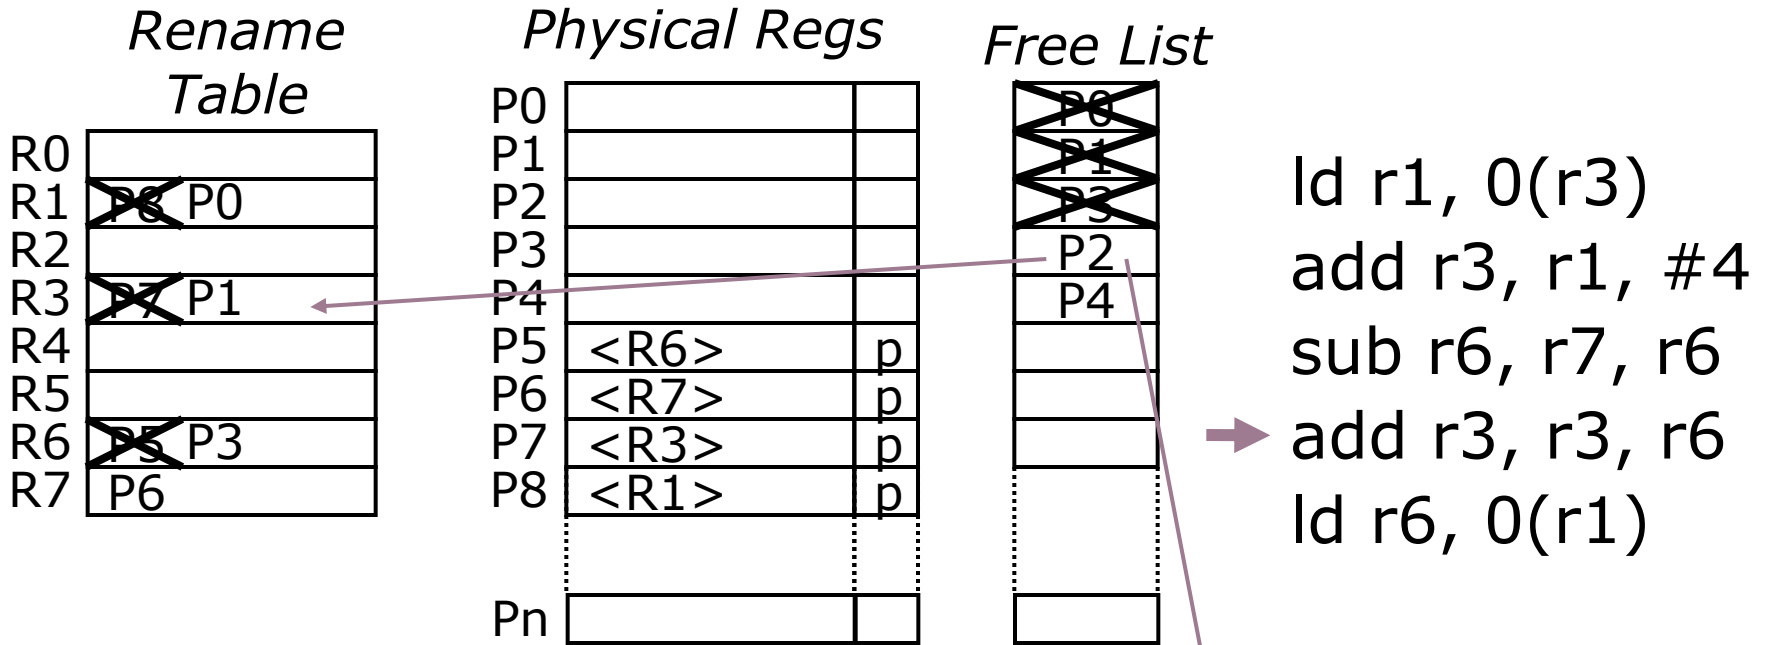 Rename Table
R0
R1 P8 P0
R2
R3 P7 P1
R4
R5
R6 P5 P3
R7 P6
Physical Regs
P0
P1
P2
P3
P4
P5 <R6> p
P6 <R7> p
P7 <R3> p
P8 <R1> p
Pn
Free List
P0
P1
P3
P2
P4
ld r1, 0(r3)
add r3, r1, #4
sub r6, r7, r6
add r3, r3, r6
ld r6, 0(r1)